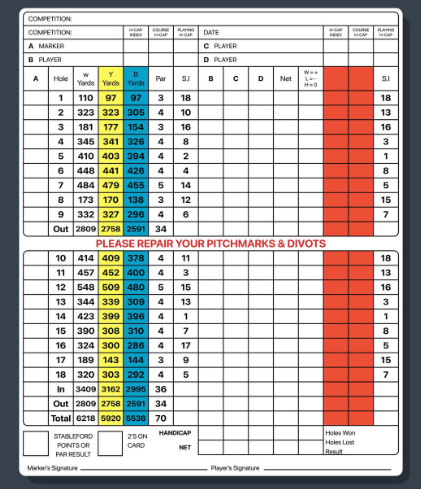 COMPETITION:
COMPETITION: H-CAP INDEX COURSE H-CAP PLAYING H-CAP DATE H-CAP INDEX COURSE H-CAP PLAYING H-CAP
A MARKER C PLAYER
B PLAYER D PLAYER
A Hole W Yards Y Yards B Yards Par S.I B C D Net W=+ L=- H=0 S.I
1 110 97 97 3 18 18
2 323 323 305 4 10 13
3 181 177 154 3 16 16
4 345 341 326 4 8 3
5 410 403 394 4 2 1
6 448 441 426 4 4 8
7 484 479 455 5 14 5
8 173 170 138 3 12 15
9 332 327 296 4 6 7
Out 2809 2758 2591 34
PLEASE REPAIR YOUR PITCHMARKS & DIVOTS
10 414 409 378 4 11 18
11 457 452 400 4 3 13
12 548 509 480 5 15 16
13 344 339 309 4 13 3
14 423 399 396 4 1 1
15 390 308 310 4 7 8
16 324 300 286 4 17 5
17 189 143 144 3 9 15
18 320 303 292 4 5 7
In 3409 3162 2995 36
Out 2809 2758 2591 34
Total 6218 5920 5536 70
STABLEFORD POINTS OR PAR RESULT 2'S ON CARD HANDICAP NET Holes Won
Holes Lost
Result
Marker's Signature Player's Signature